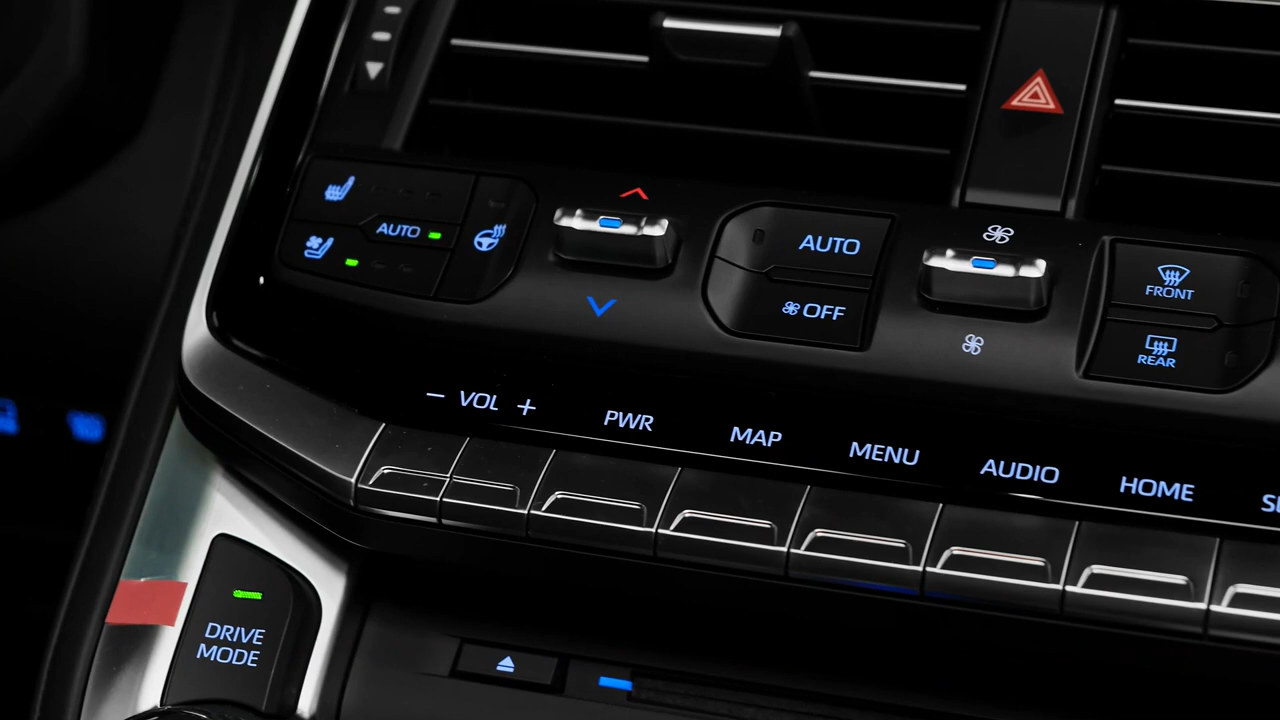 AUTO
AUTO
OFF
FRONT
REAR
− VOL +
PWR
MAP
MENU
AUDIO
HOME
DRIVE
MODE